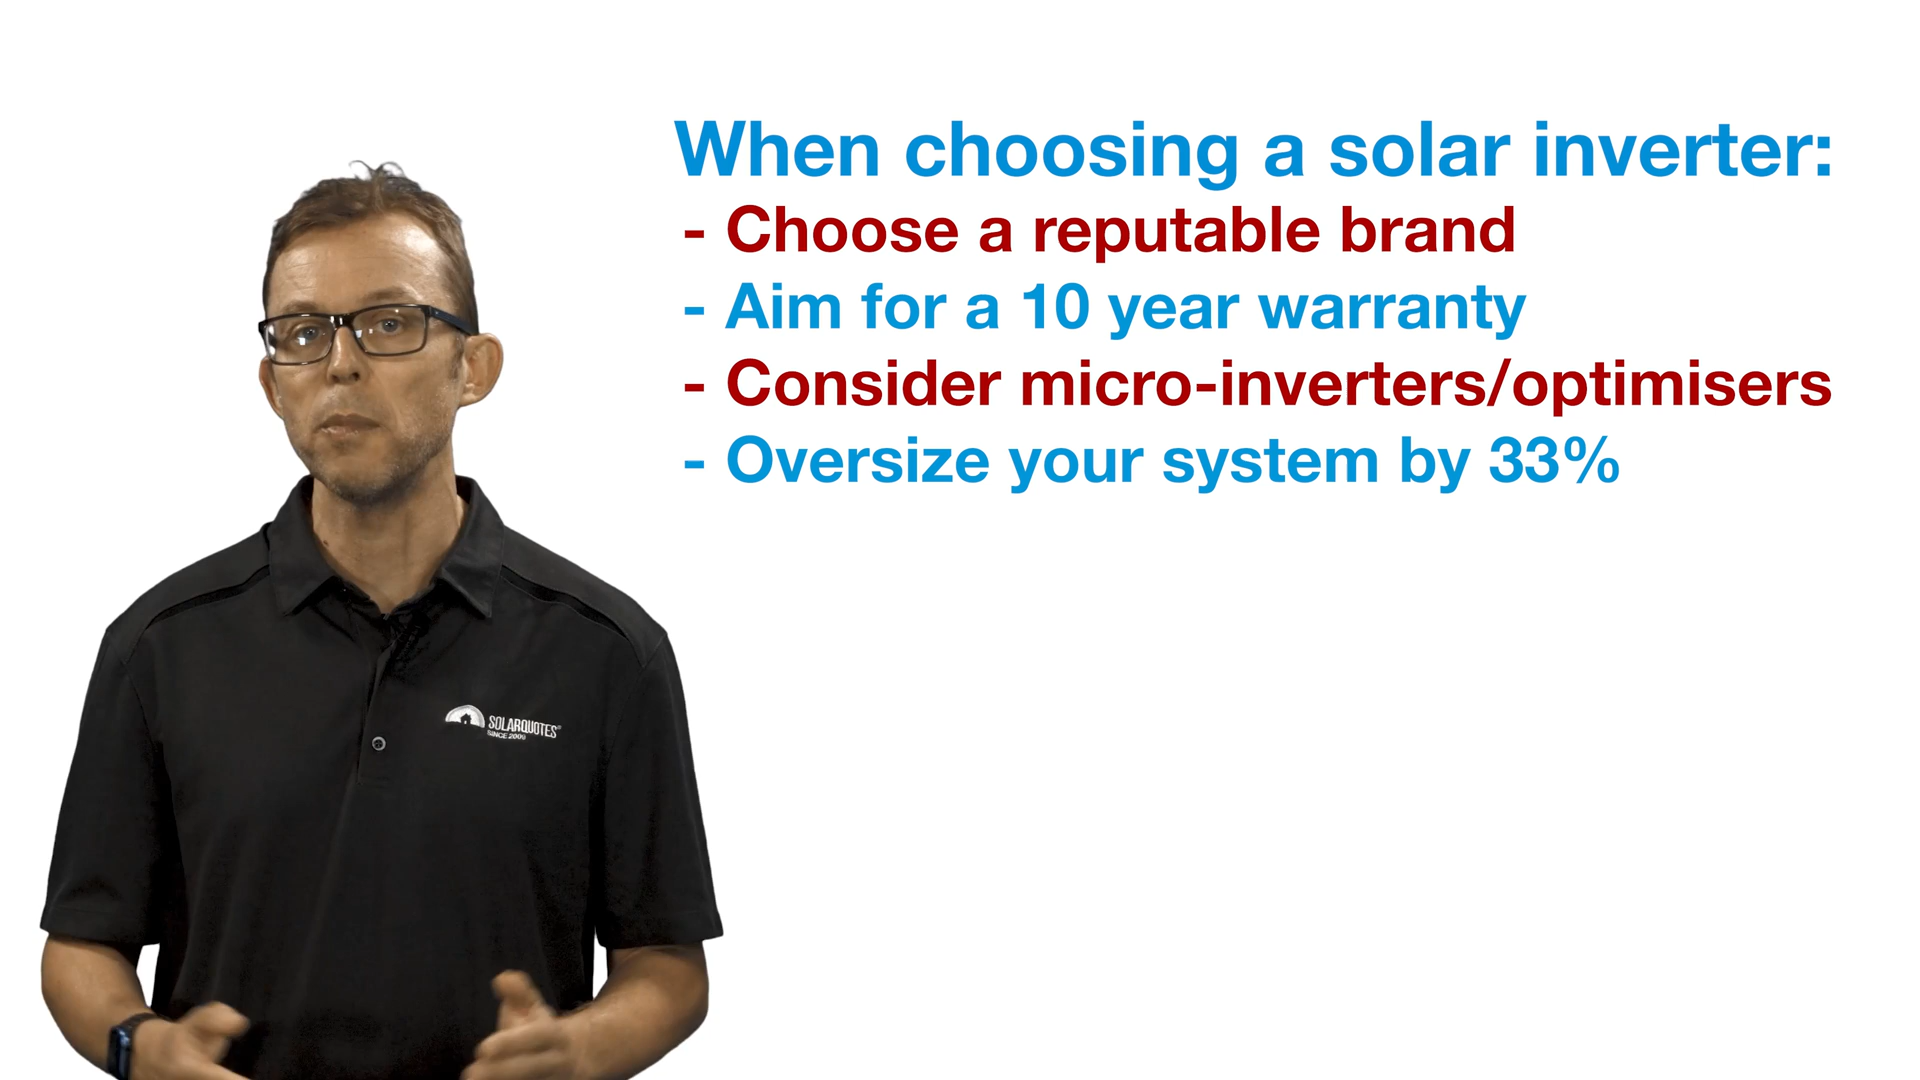 When choosing a solar inverter:
- Choose a reputable brand
- Aim for a 10 year warranty
- Consider micro-inverters/optimisers
- Oversize your system by 33%
SOLARQUOTES®
SINCE 2009